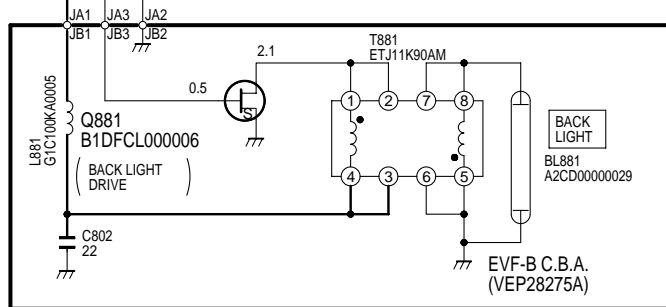 JA1 JA3 JA2
JB1 JB3 JB2
2.1
T881
ETJ11K90AM
0.5
S
1 2 7 8
Q881
B1DFCL000006
L881
G1C100KA0005
BACK LIGHT
DRIVE
BACK
LIGHT
BL881
A2CD00000029
4 3 6 5
C802
22
EVF-B C.B.A.
(VEP28275A)